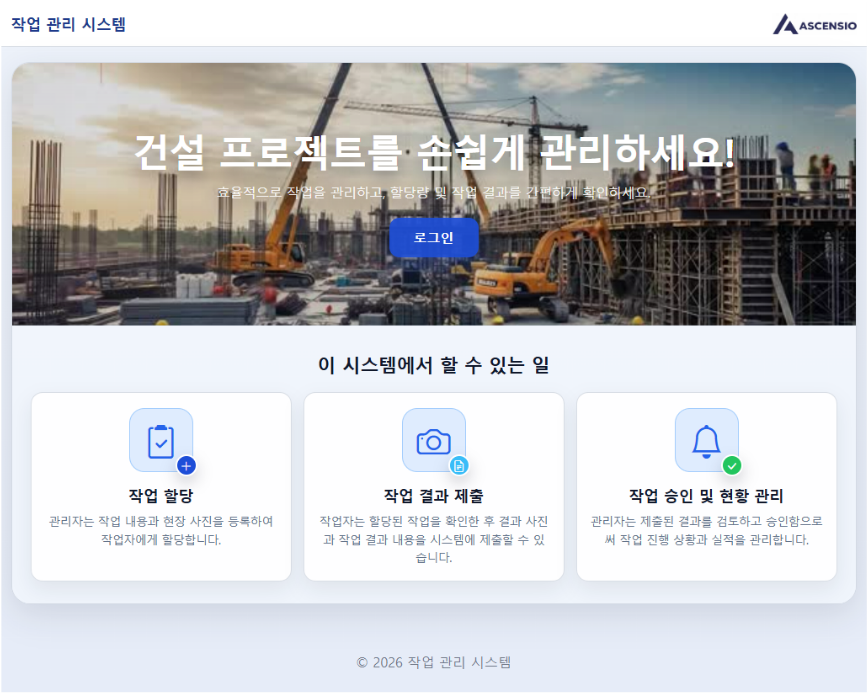 작업 관리 시스템
ASCENSIO
건설 프로젝트를 손쉽게 관리하세요!
효율적으로 작업을 관리하고, 할당량 및 작업 결과를 간편하게 확인하세요.
로그인
이 시스템에서 할 수 있는 일
작업 할당
관리자는 작업 내용과 현장 사진을 등록하여
작업자에게 할당합니다.
작업 결과 제출
작업자는 할당된 작업을 확인한 후 결과 사진
과 작업 결과 내용을 시스템에 제출할 수 있
습니다.
작업 승인 및 현황 관리
관리자는 제출된 결과를 검토하고 승인함으로
써 작업 진행 상황과 실적을 관리합니다.
© 2026 작업 관리 시스템